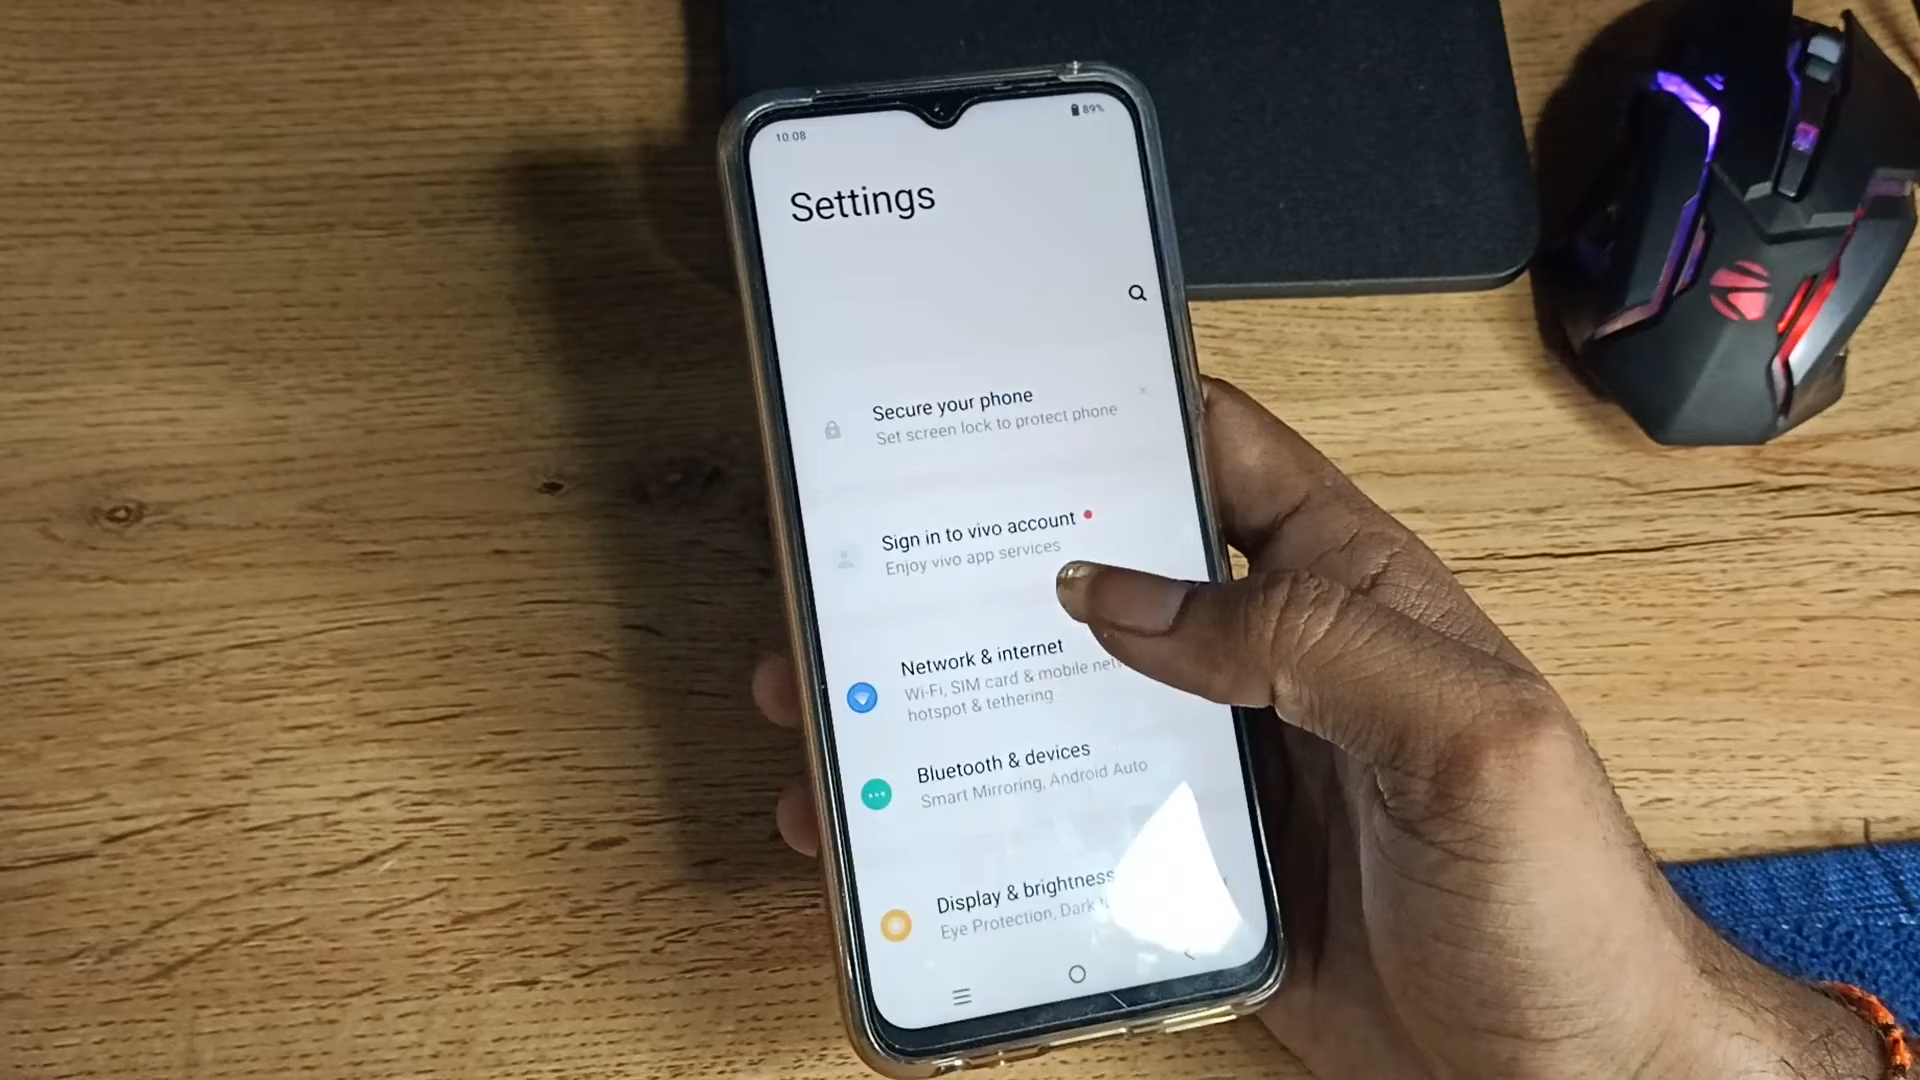 10:08
89%
Settings
Secure your phone
Set screen lock to protect phone
Sign in to vivo account
Enjoy vivo app services
Network & internet
Wi-Fi, SIM card & mobile
hotspot & tethering
Bluetooth & devices
Smart Mirroring, Android Auto
Display & brightness
Eye Protection, Dark